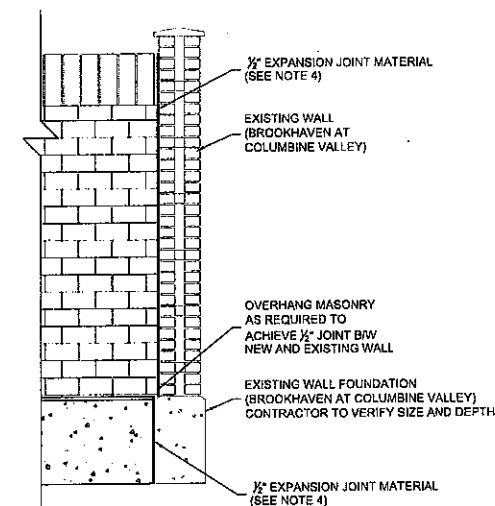 ½" EXPANSION JOINT MATERIAL
(SEE NOTE 4)
EXISTING WALL
(BROOKHAVEN AT
COLUMBINE VALLEY)
OVERHANG MASONRY
AS REQUIRED TO
ACHIEVE ½" JOINT B/W
NEW AND EXISTING WALL
EXISTING WALL FOUNDATION
(BROOKHAVEN AT COLUMBINE VALLEY)
CONTRACTOR TO VERIFY SIZE AND DEPTH
½" EXPANSION JOINT MATERIAL
(SEE NOTE 4)